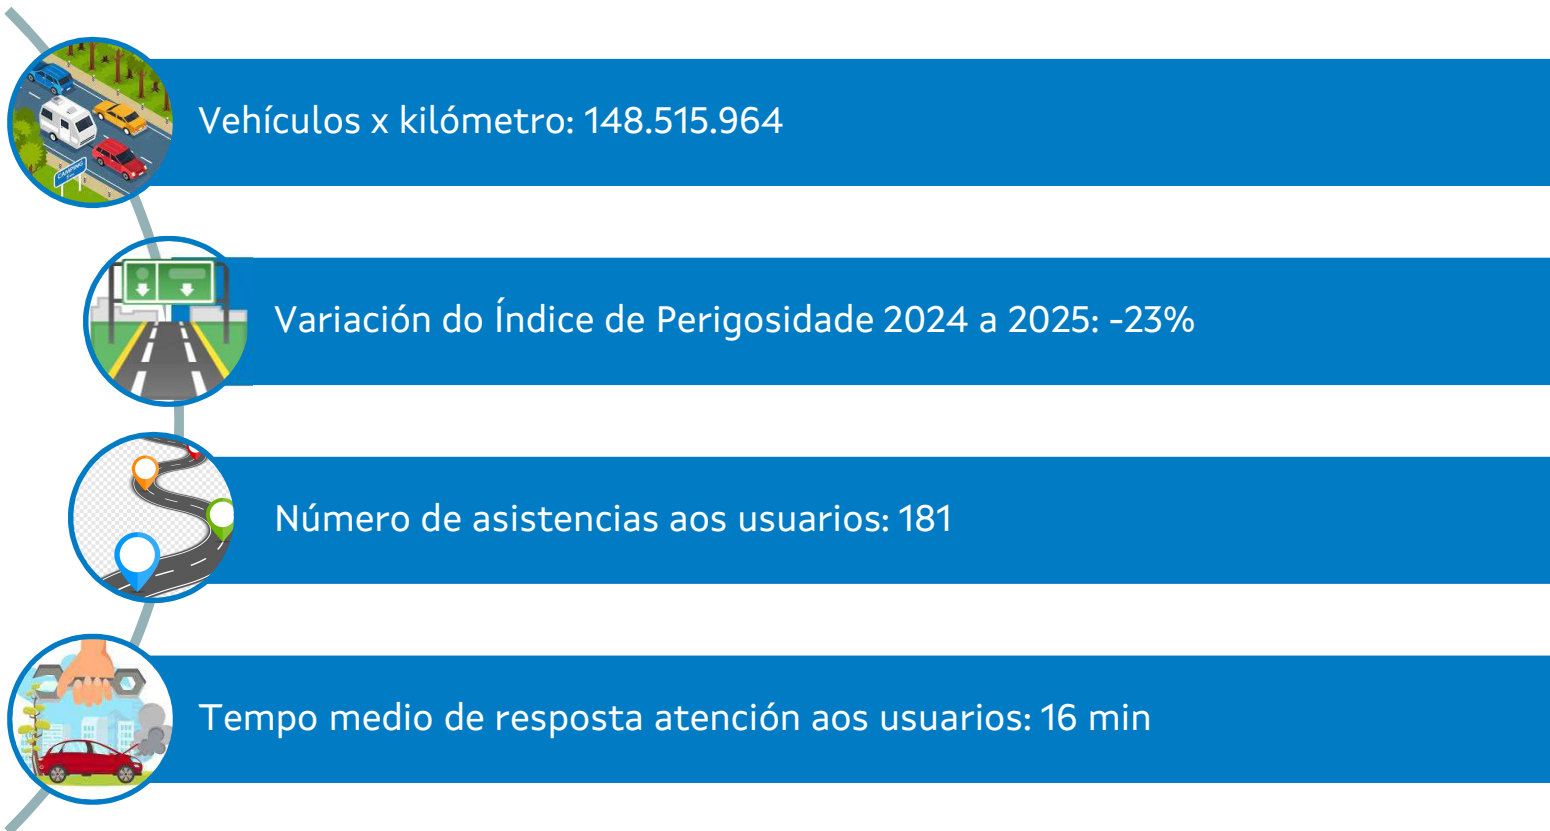 Vehículos x kilómetro: 148.515.964
Variación do Índice de Perigosidade 2024 a 2025: -23%
Número de asistencias aos usuarios: 181
Tempo medio de resposta atención aos usuarios: 16 min